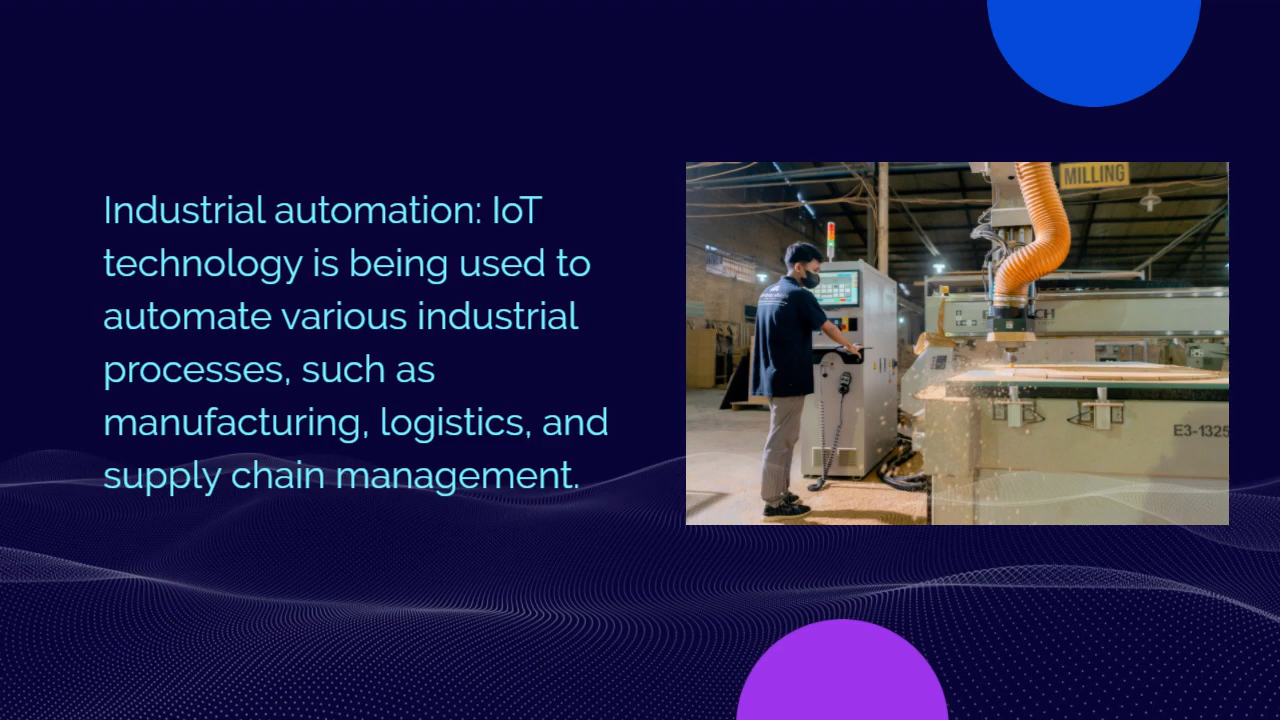 Industrial automation: IoT
technology is being used to
automate various industrial
processes, such as
manufacturing, logistics, and
supply chain management.
MILLING
E3-1325